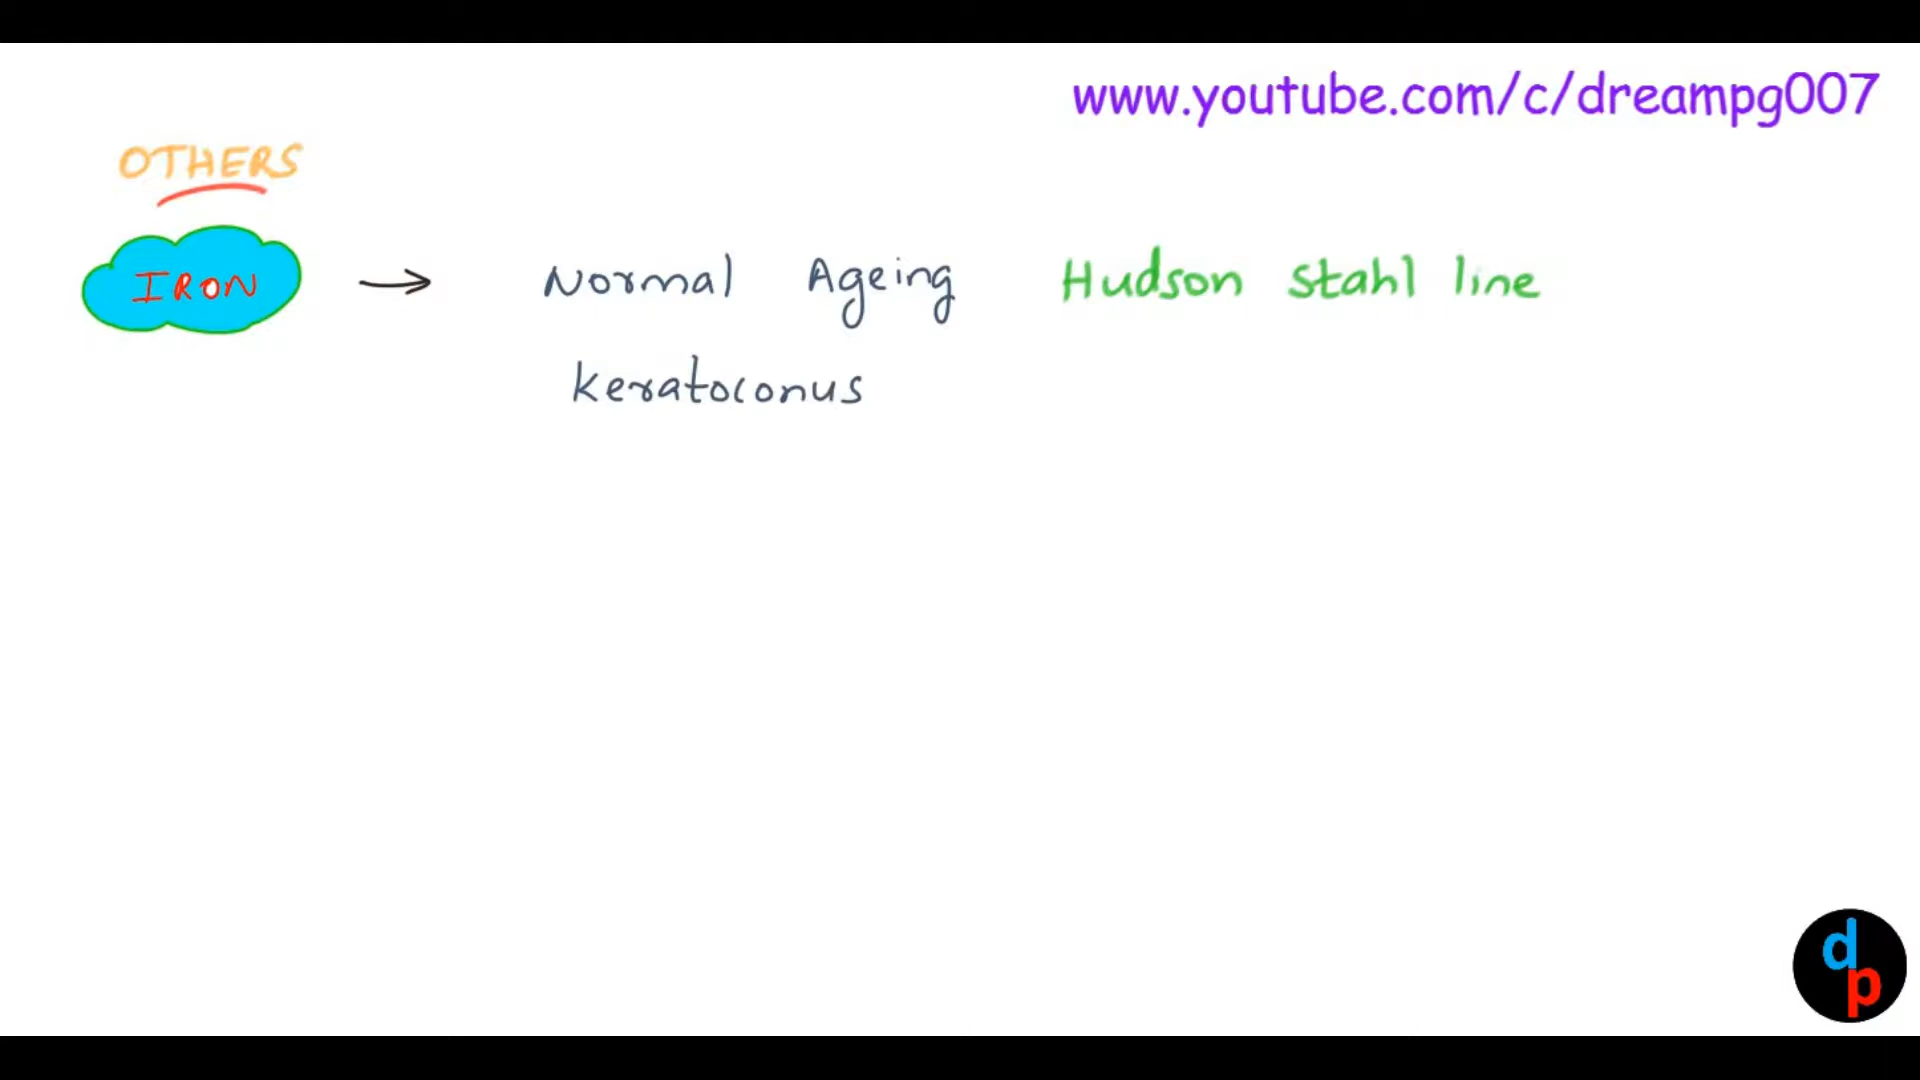 www.youtube.com/c/dreampg007
OTHERS
IRON → Normal Ageing Hudson Stahl line
Keratoconus
dp